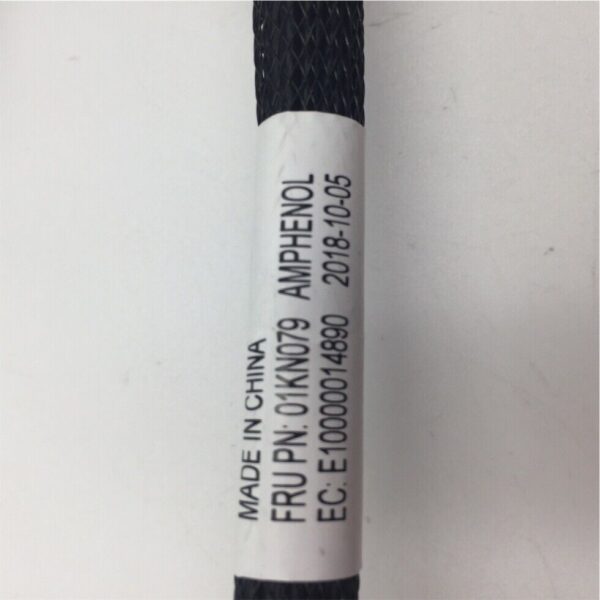 MADE IN CHINA
FRU PN: 01KN079 AMPHENOL
EC: E10000014890 2018-10-05